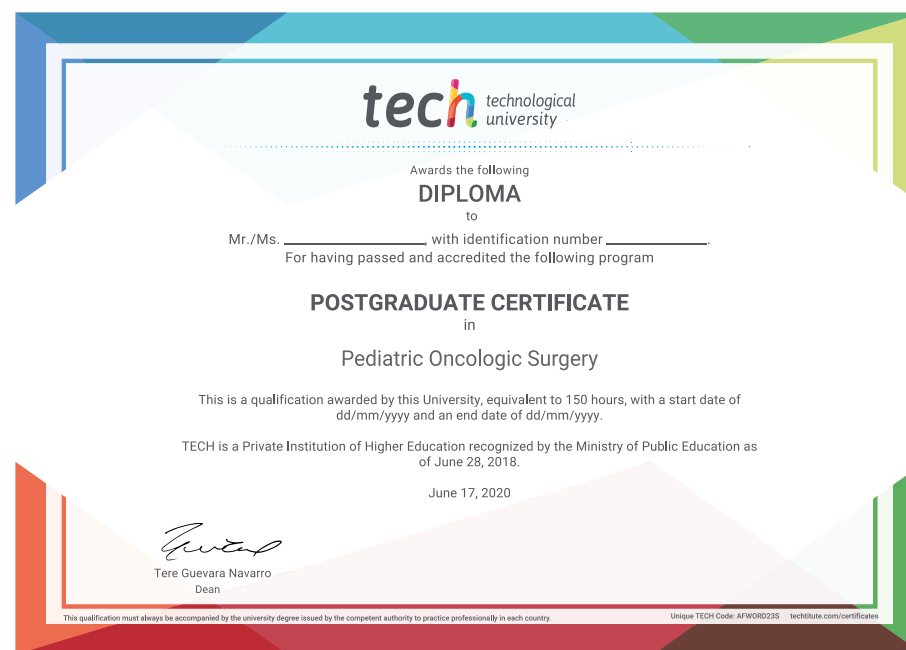 tech technological
university
Awards the following
DIPLOMA
to
Mr./Ms. ____________, with identification number _________.
For having passed and accredited the following program
POSTGRADUATE CERTIFICATE
in
Pediatric Oncologic Surgery
This is a qualification awarded by this University, equivalent to 150 hours, with a start date of
dd/mm/yyyy and an end date of dd/mm/yyyy.
TECH is a Private Institution of Higher Education recognized by the Ministry of Public Education as
of June 28, 2018.
June 17, 2020
Tere Guevara Navarro
Dean
This qualification must always be accompanied by the university degree issued by the competent authority to practice professionally in each country.
Unique TECH Code: AFWORD23S techtitute.com/certificates